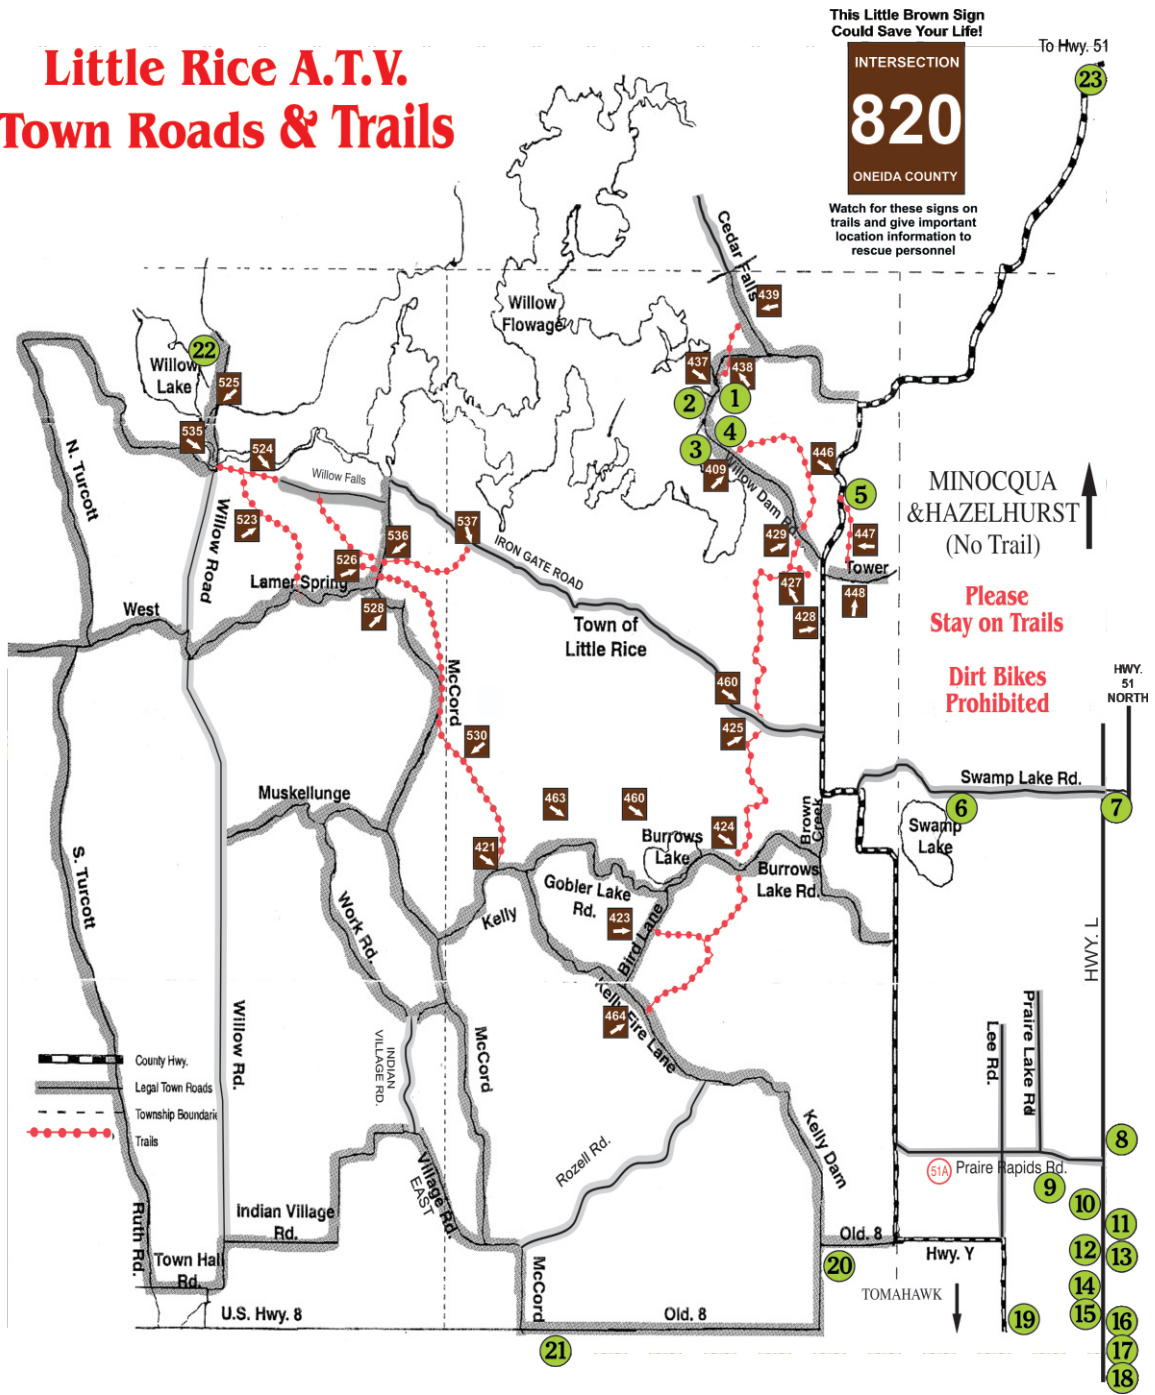 This Little Brown Sign
Could Save Your Life!
To Hwy. 51
Little Rice A.T.V.
Town Roads & Trails
INTERSECTION
820
ONEIDA COUNTY
23
Watch for these signs on
trails and give important
location information to
rescue personnel
Cedar Falls
439
Willow
Flowage
22
Willow
Lake
525
437
438
1
2
4
3
535
524
409
446
Willow Falls
Willow Dam Rd.
5
N. Turcott
MINOCQUA
&HAZELHURST
(No Trail)
523
537
536
526
429
447
IRON GATE ROAD
Willow Road
Lamer Spring
Tower
427
448
West
528
428
Town of
Little Rice
Please
Stay on Trails
McCord
460
Dirt Bikes
Prohibited
HWY.
51
NORTH
530
425
Swamp Lake Rd.
Muskellunge
463
460
6
7
Brown
Creek
424
Burrows
Lake
Swamp
Lake
421
S. Turcott
Gobler Lake
Rd.
Burrows
Lake Rd.
Work Rd.
Kelly
423
Bird Lane
HWY. L
Kelly Fire Lane
464
Praire Lake Rd
Lee Rd.
Willow Rd.
McCord
INDIAN
VILLAGE RD.
County Hwy.
Legal Town Roads
Township Boundarie
Trails
Kelly Dam
Rozell Rd.
8
51A
Praire Rapids Rd.
9
Village Rd.
EAST
10
Ruth Rd.
Indian Village
Rd.
11
Old. 8
Hwy. Y
12
13
Town Hall
Rd.
20
McCord
14
TOMAHAWK
U.S. Hwy. 8
Old. 8
15
16
19
21
17
18